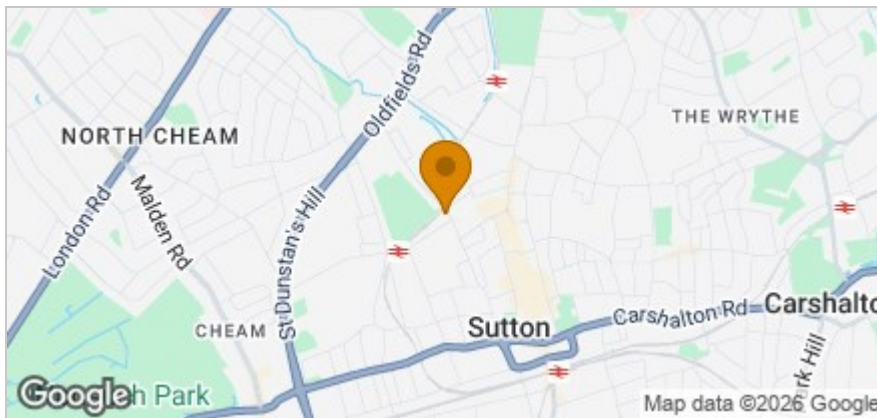 Oldfields Rd
THE WRYTHE
NORTH CHEAM
Malden Rd
London Rd
St Dunstan's Hill
Carshalton Rd
CHEAM
Sutton
Park
Google
Map data ©2026 Google